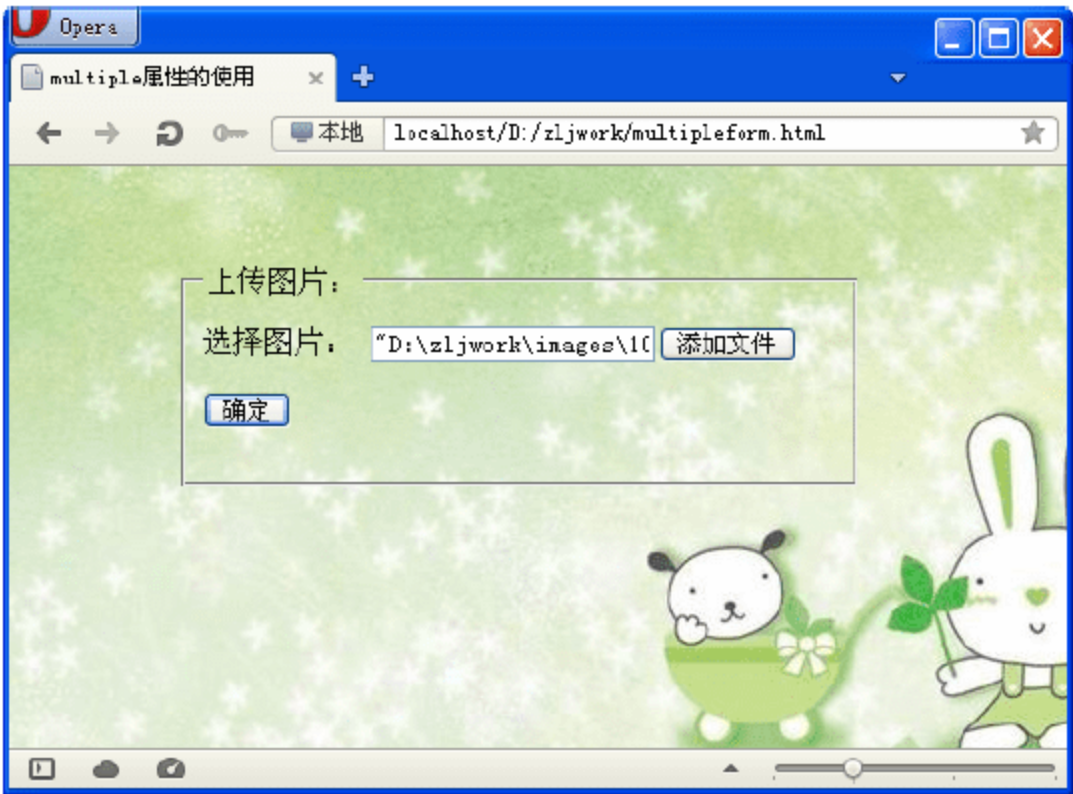 Opera
multiple属性的使用
本地 localhost/D:/zljwork/multipleform.html
上传图片：
选择图片： "D:\zljwork\images\10 添加文件
确定